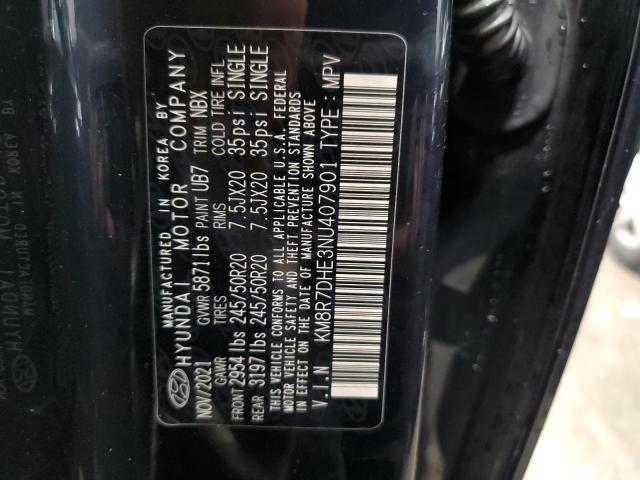 MANUFACTURED IN KOREA BY
HYUNDAI MOTOR COMPANY
NOV/2021 GVWR 5871 lbs PAINT UB7 TRIM NBX
GAWR TIRES RIMS COLD TIRE INFL
FRONT 2954 lbs 245/50R20 7.5JX20 35psi SINGLE
REAR 3197 lbs 245/50R20 7.5JX20 35psi SINGLE
THIS VEHICLE CONFORMS TO ALL APPLICABLE U.S.A. FEDERAL
MOTOR VEHICLE SAFETY AND THEFT PREVENTION STANDARDS
IN EFFECT ON THE DATE OF MANUFACTURE SHOWN ABOVE
V.I.N KM8R7DHE3NU407901 TYPE : MPV